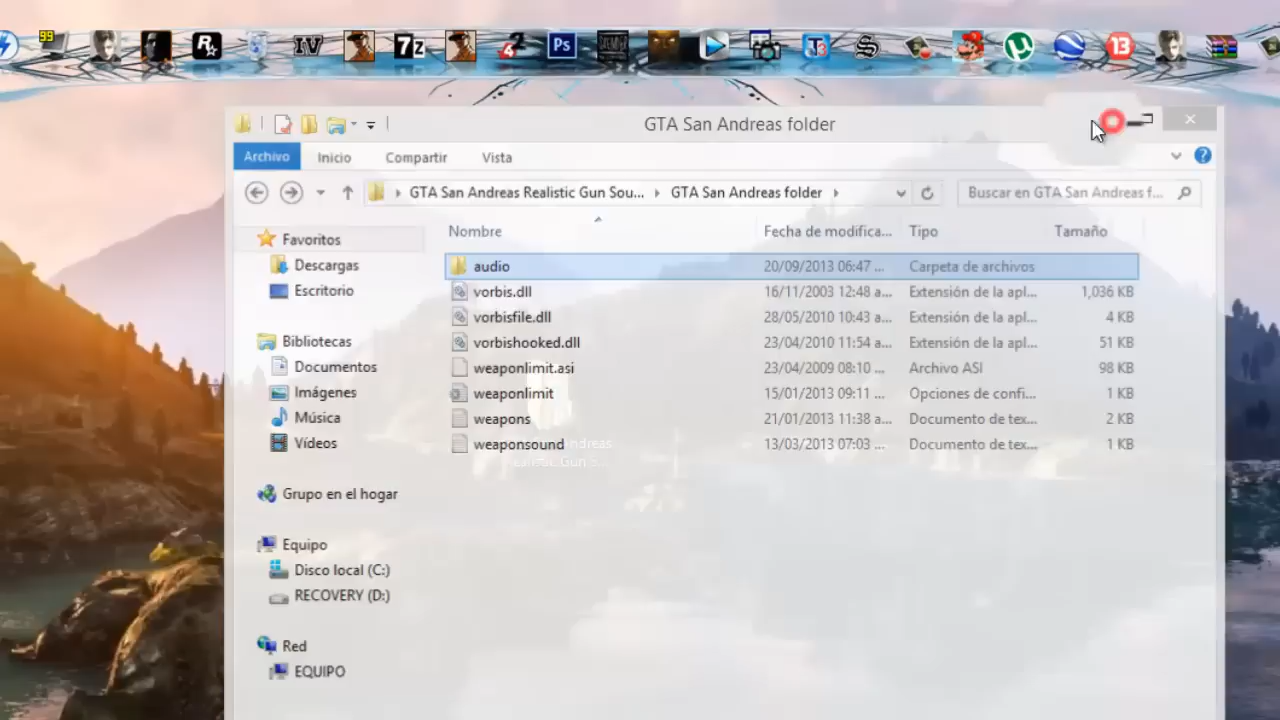 99
R★
IV
7z
4 2
Ps
T3
S
13
GTA San Andreas folder
Archivo Inicio Compartir Vista
GTA San Andreas Realistic Gun Sou... GTA San Andreas folder Buscar en GTA San Andreas f...
Nombre Fecha de modifica... Tipo Tamaño
Favoritos
Descargas
Escritorio
Bibliotecas
Documentos
Imágenes
Música
Vídeos
Grupo en el hogar
Equipo
Disco local (C:)
RECOVERY (D:)
Red
EQUIPO
audio 20/09/2013 06:47 ... Carpeta de archivos
vorbis.dll 16/11/2003 12:48 a... Extensión de la apl... 1,036 KB
vorbisfile.dll 28/05/2010 10:43 a... Extensión de la apl... 4 KB
vorbishooked.dll 23/04/2010 11:54 a... Extensión de la apl... 51 KB
weaponlimit.asi 23/04/2009 08:10 ... Archivo ASI 98 KB
weaponlimit 15/01/2013 09:11 ... Opciones de confi... 1 KB
weapons 21/01/2013 11:38 a... Documento de tex... 2 KB
weaponsound 13/03/2013 07:03 ... Documento de tex... 1 KB